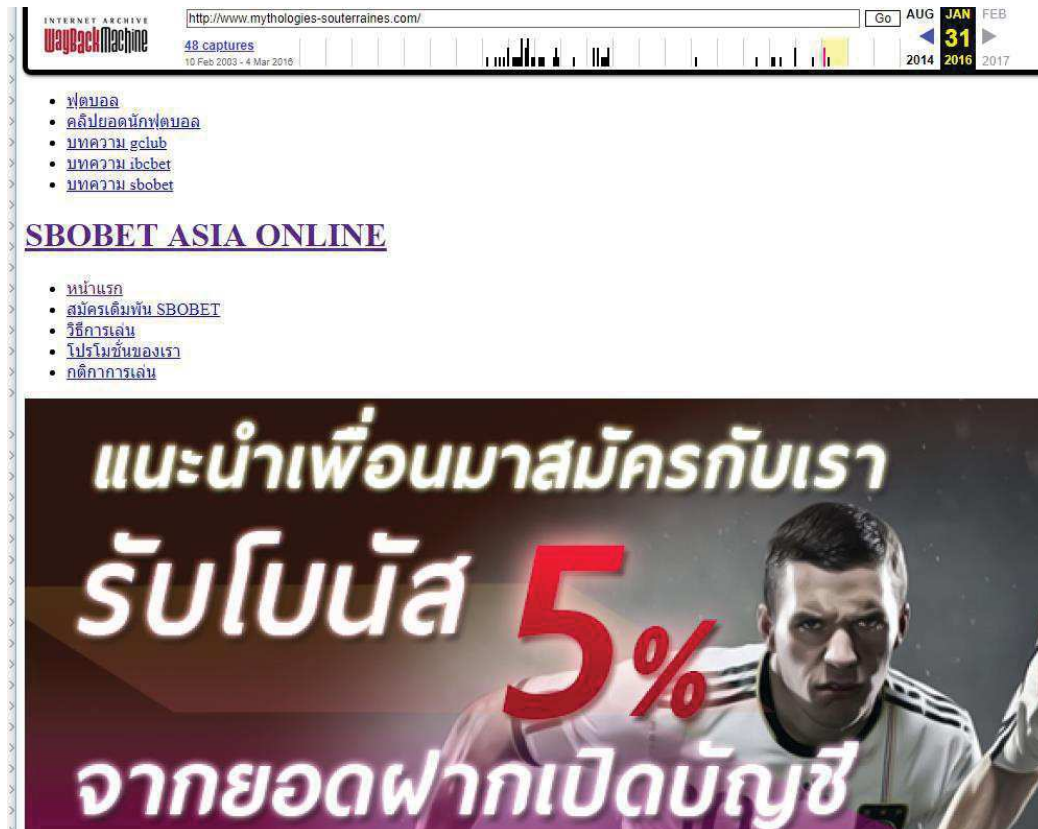 INTERNET ARCHIVE
WayBackMachine
http://www.mythologies-souterraines.com/
Go
AUG JAN FEB
48 captures
31
10 Feb 2003 - 4 Mar 2016
2014 2016 2017
ฟุตบอล
คลิปยอดนักฟุตบอล
บทความ gclub
บทความ ibcbet
บทความ sbobet
SBOBET ASIA ONLINE
หน้าแรก
สมัครเดิมพัน SBOBET
วิธีการเล่น
โปรโมชั่นของเรา
กติกาการเล่น
แนะนำเพื่อนมาสมัครกับเรา
รับโบนัส 5%
จากยอดฝากเปิดบัญชี